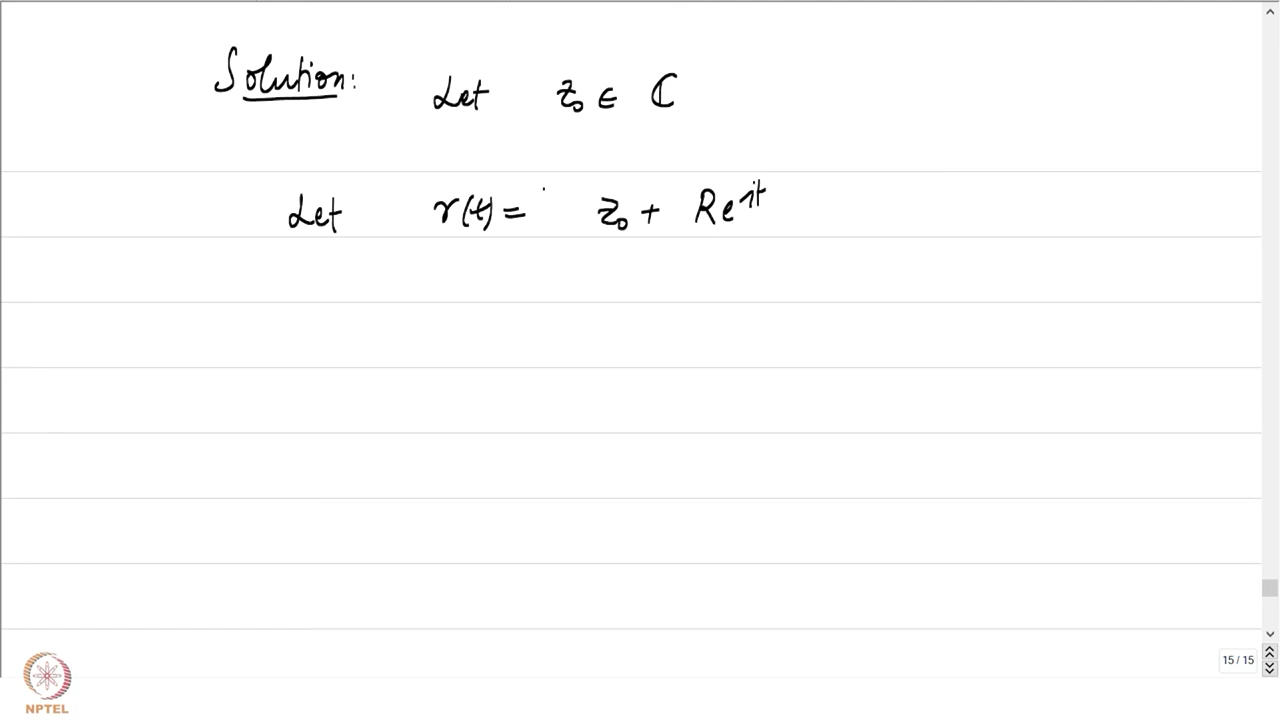 Solution: Let z₀ ∈ ℂ
Let γ(t) = z₀ + Re^{it}
15 / 15
NPTEL